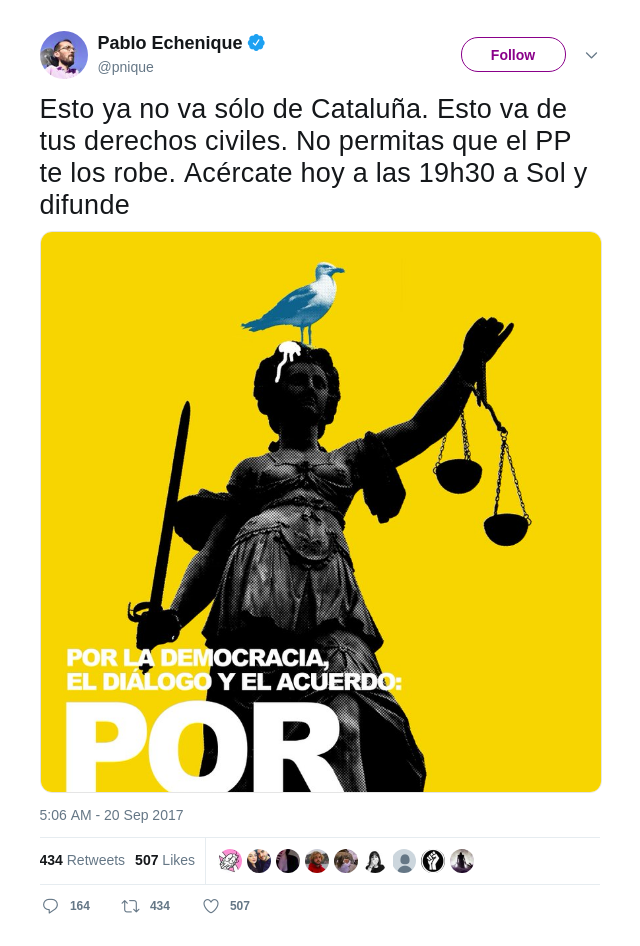 Pablo Echenique
@pnique
Follow
Esto ya no va sólo de Cataluña. Esto va de
tus derechos civiles. No permitas que el PP
te los robe. Acércate hoy a las 19h30 a Sol y
difunde
POR LA DEMOCRACIA,
EL DIÁLOGO Y EL ACUERDO:
POR
5:06 AM - 20 Sep 2017
434 Retweets 507 Likes
164 434 507